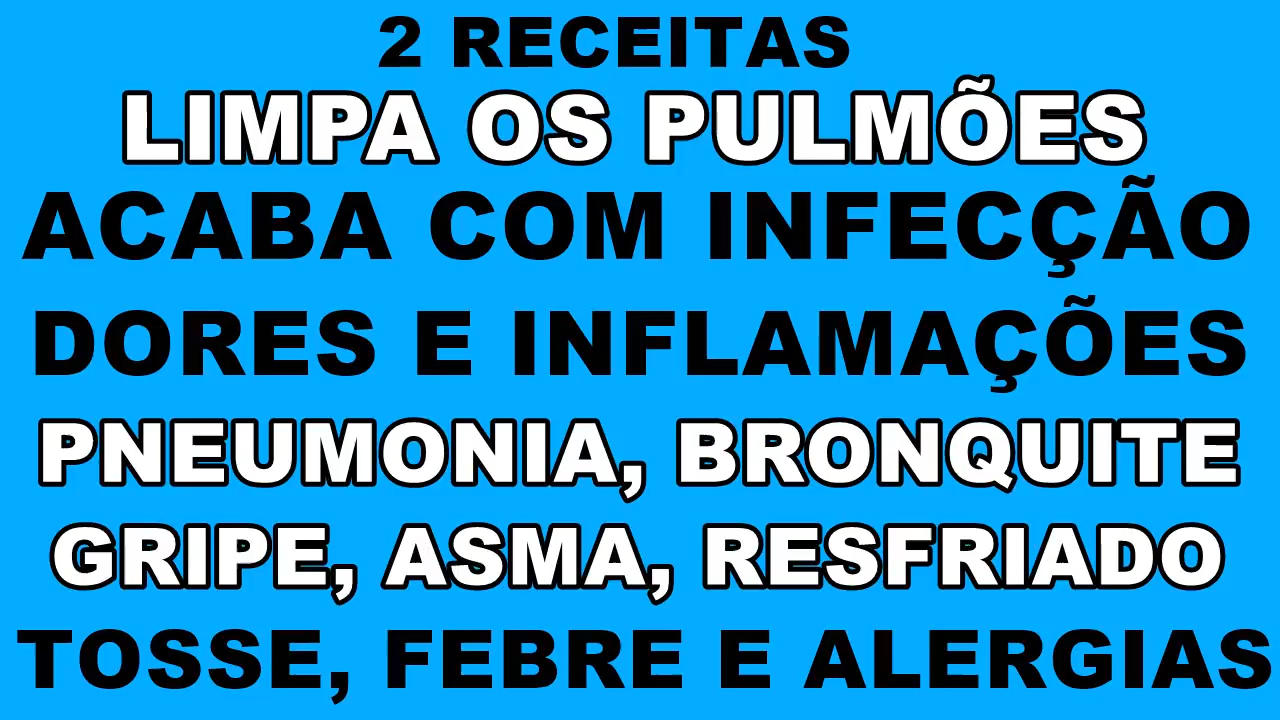 2 RECEITAS
LIMPA OS PULMÕES
ACABA COM INFECÇÃO
DORES E INFLAMAÇÕES
PNEUMONIA, BRONQUITE
GRIPE, ASMA, RESFRIADO
TOSSE, FEBRE E ALERGIAS